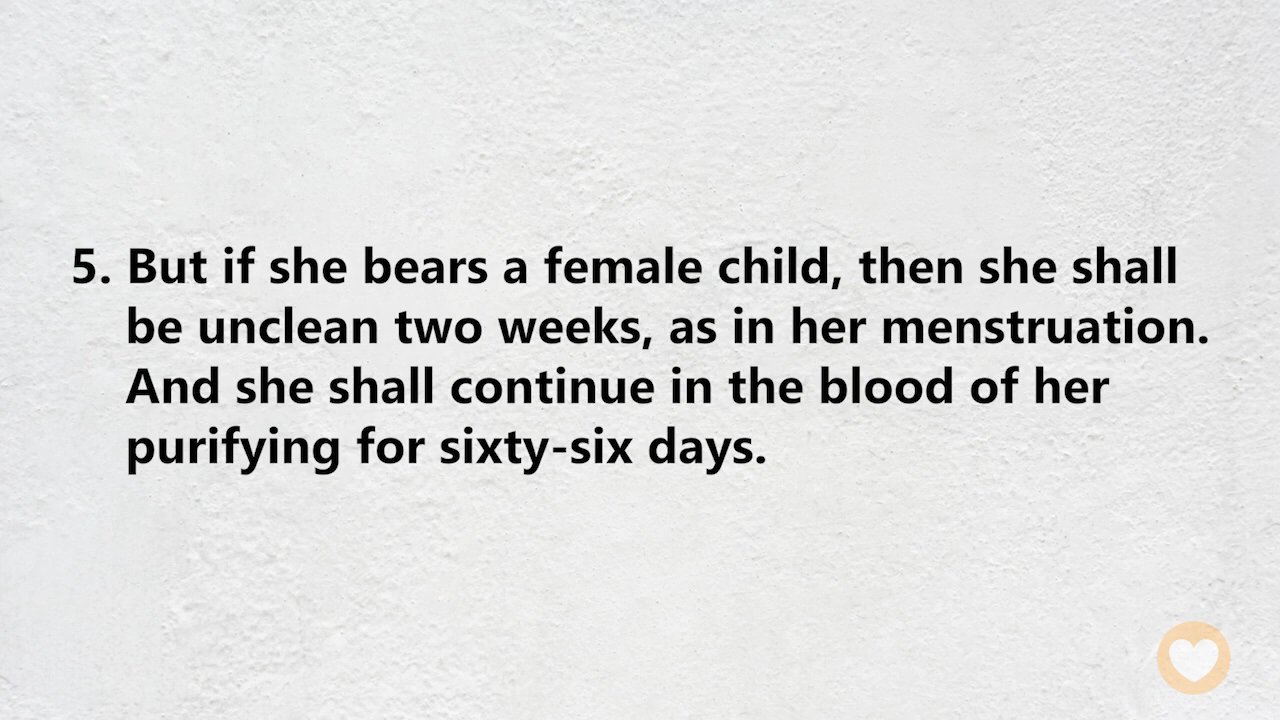 5. But if she bears a female child, then she shall
be unclean two weeks, as in her menstruation.
And she shall continue in the blood of her
purifying for sixty-six days.